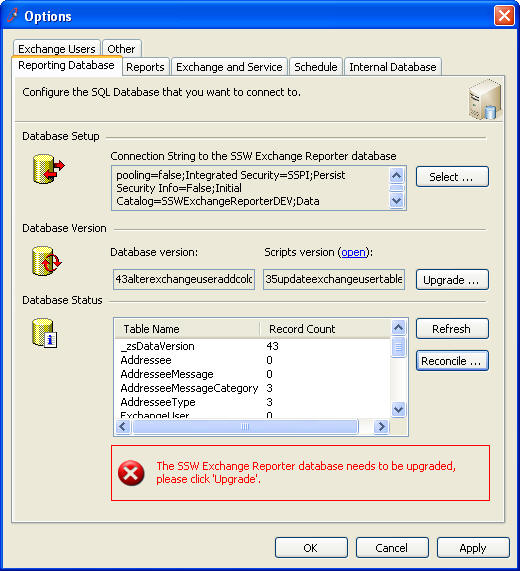 Options
Exchange Users Other
Reporting Database Reports Exchange and Service Schedule Internal Database
Configure the SQL Database that you want to connect to.
Database Setup
Connection String to the SSW Exchange Reporter database
pooling=false;Integrated Security=SSPI;Persist
Security Info=False;Initial
Catalog=SSWExchangeReporterDEV;Data
Select ...
Database Version
Database version: Scripts version (open):
43alterexchangeuseraddcolc 35updateexchangeusertable Upgrade ...
Database Status
Table Name Record Count
_zsDataVersion 43
Addressee 0
AddresseeMessage 0
AddresseeMessageCategory 3
AddresseeType 3
ExchangeUser 0
Refresh
Reconcile ...
The SSW Exchange Reporter database needs to be upgraded,
please click 'Upgrade'.
OK Cancel Apply